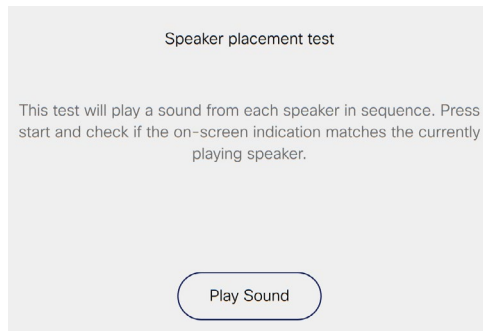 Speaker placement test
This test will play a sound from each speaker in sequence. Press
start and check if the on-screen indication matches the currently
playing speaker.
Play Sound